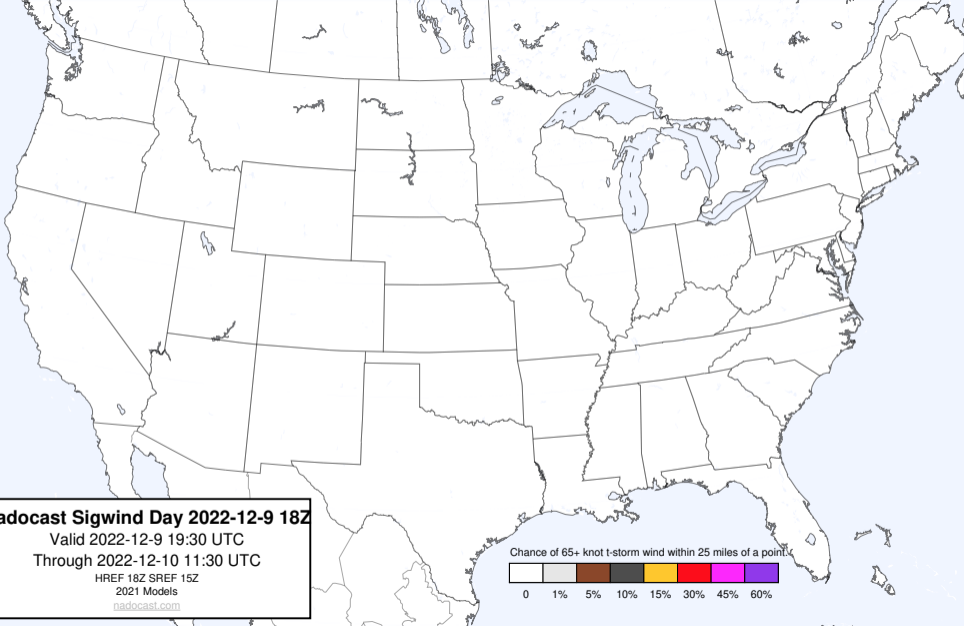 adocast Sigwind Day 2022-12-9 18Z
Valid 2022-12-9 19:30 UTC
Through 2022-12-10 11:30 UTC
HREF 18Z SREF 15Z
2021 Models
nadocast.com
Chance of 65+ knot t-storm wind within 25 miles of a point.
0 1% 5% 10% 15% 30% 45% 60%